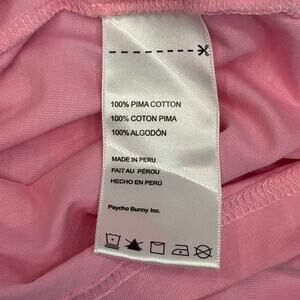 100% PIMA COTTON
100% COTON PIMA
100% ALGODÓN
MADE IN PERU
FAIT AU PÉROU
HECHO EN PERÚ
Psycho Bunny Inc.